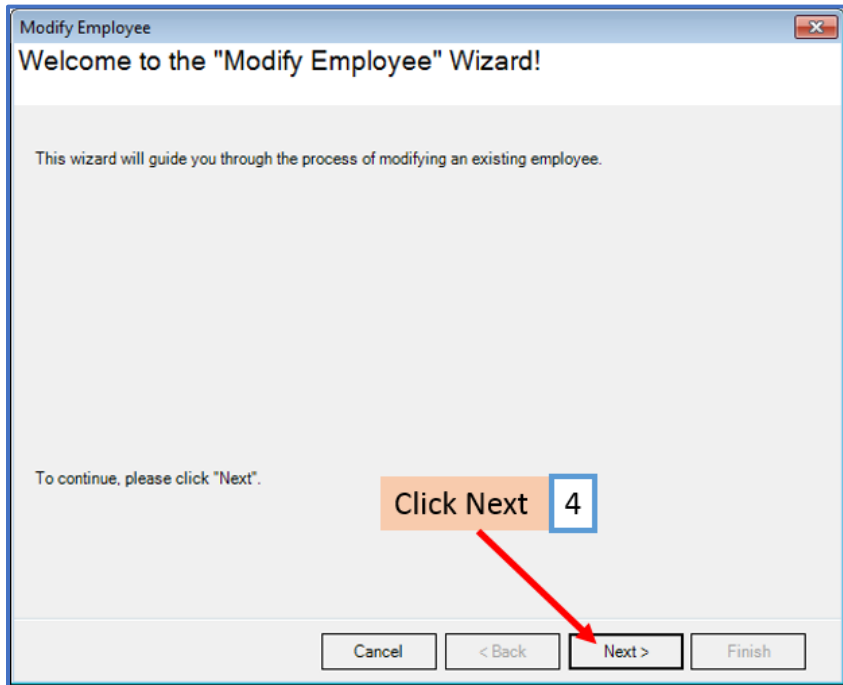 Modify Employee
Welcome to the "Modify Employee" Wizard!
This wizard will guide you through the process of modifying an existing employee.
To continue, please click "Next".
Click Next 4
Cancel < Back Next > Finish